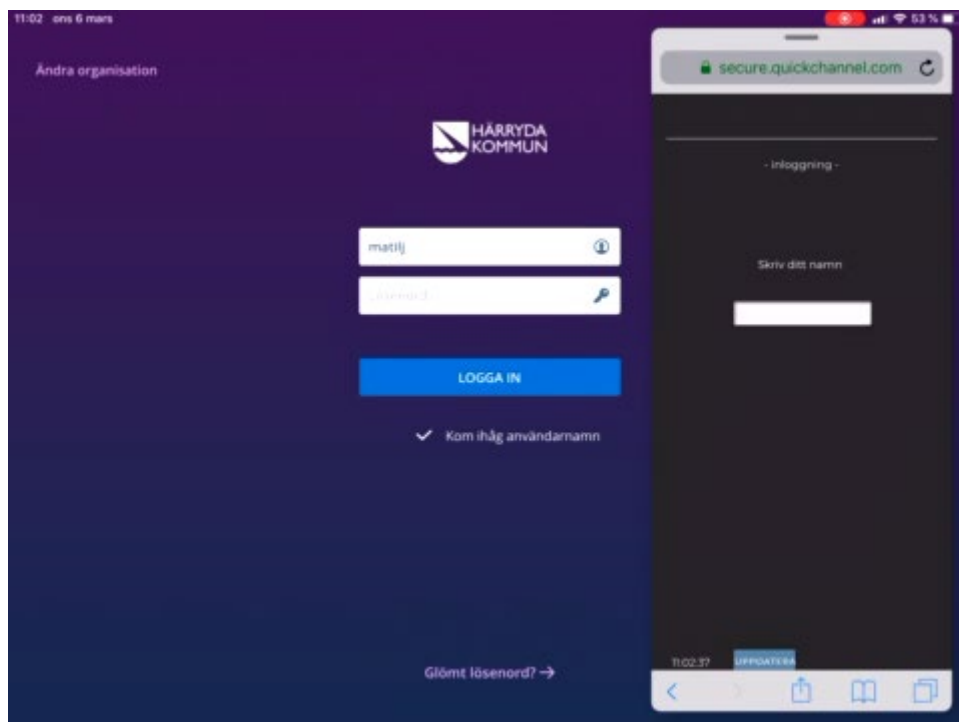 11:02 ons 6 mars
53 %
Ändra organisation
HÄRRYDA
KOMMUN
matilj
Lösenord
LOGGA IN
Kom ihåg användarnamn
Glömt lösenord? →
secure.quickchannel.com
- inloggning -
Skriv ditt namn
11:02:37
UPPDATERA